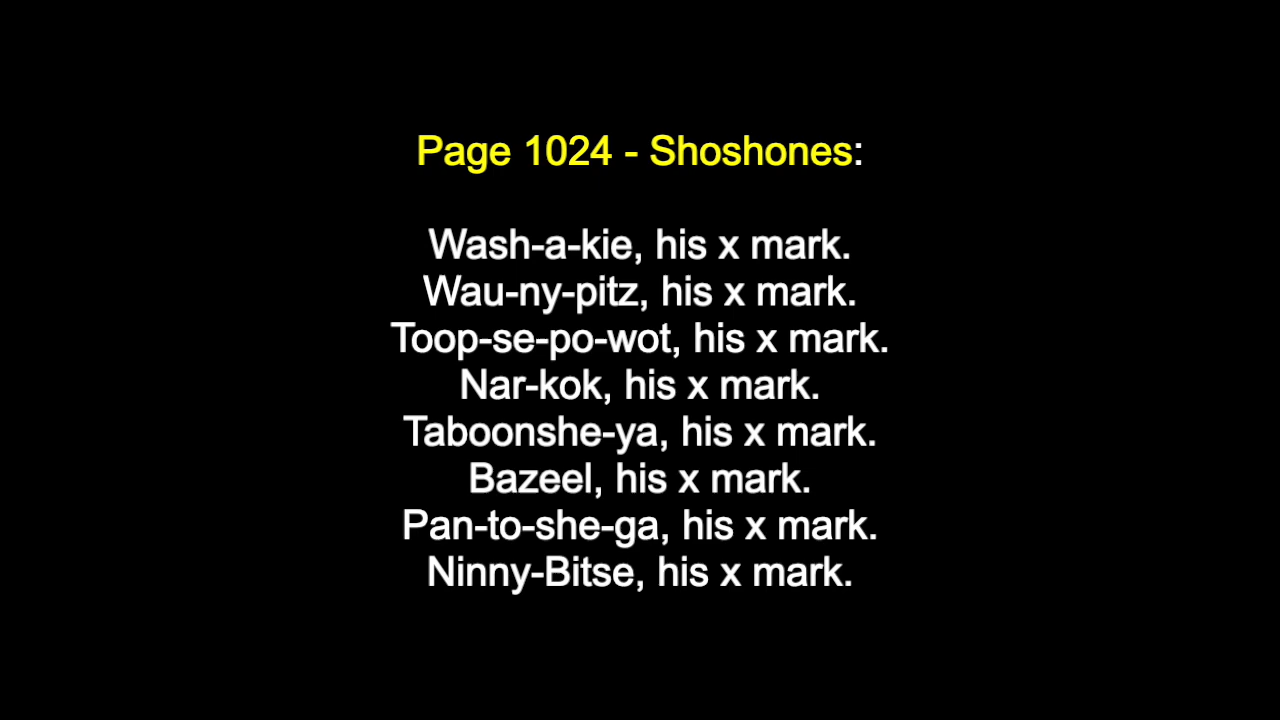 Page 1024 - Shoshones:
Wash-a-kie, his x mark.
Wau-ny-pitz, his x mark.
Toop-se-po-wot, his x mark.
Nar-kok, his x mark.
Taboonshe-ya, his x mark.
Bazeel, his x mark.
Pan-to-she-ga, his x mark.
Ninny-Bitse, his x mark.